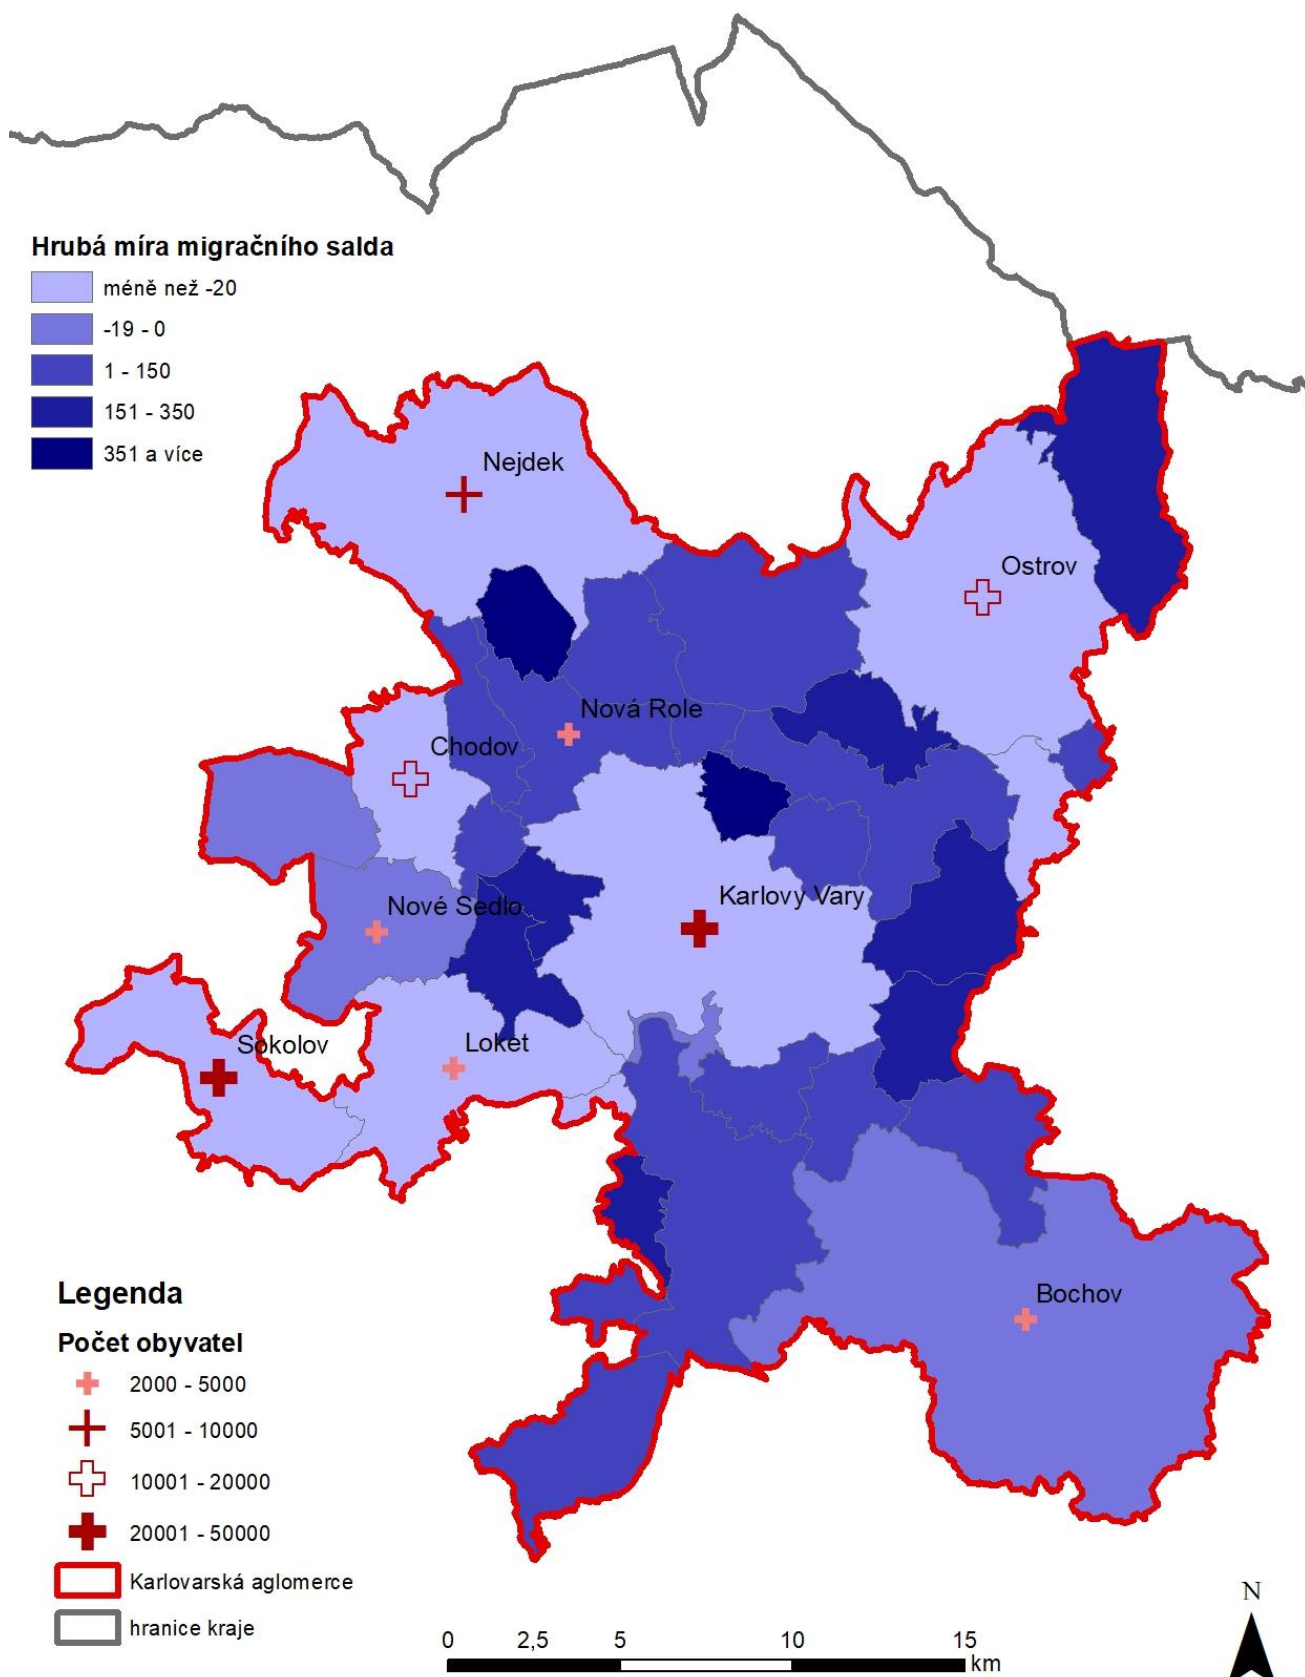 Hrubá míra migračního salda
méně než -20
-19 - 0
1 - 150
151 - 350
351 a více
Nejdek
Ostrov
Nová Role
Chodov
Karlovy Vary
Nové Sedlo
Sokolov
Loket
Bochov
Legenda
Počet obyvatel
2000 - 5000
5001 - 10000
10001 - 20000
20001 - 50000
Karlovarská aglomerce
hranice kraje
0 2,5 5 10 15
km
N